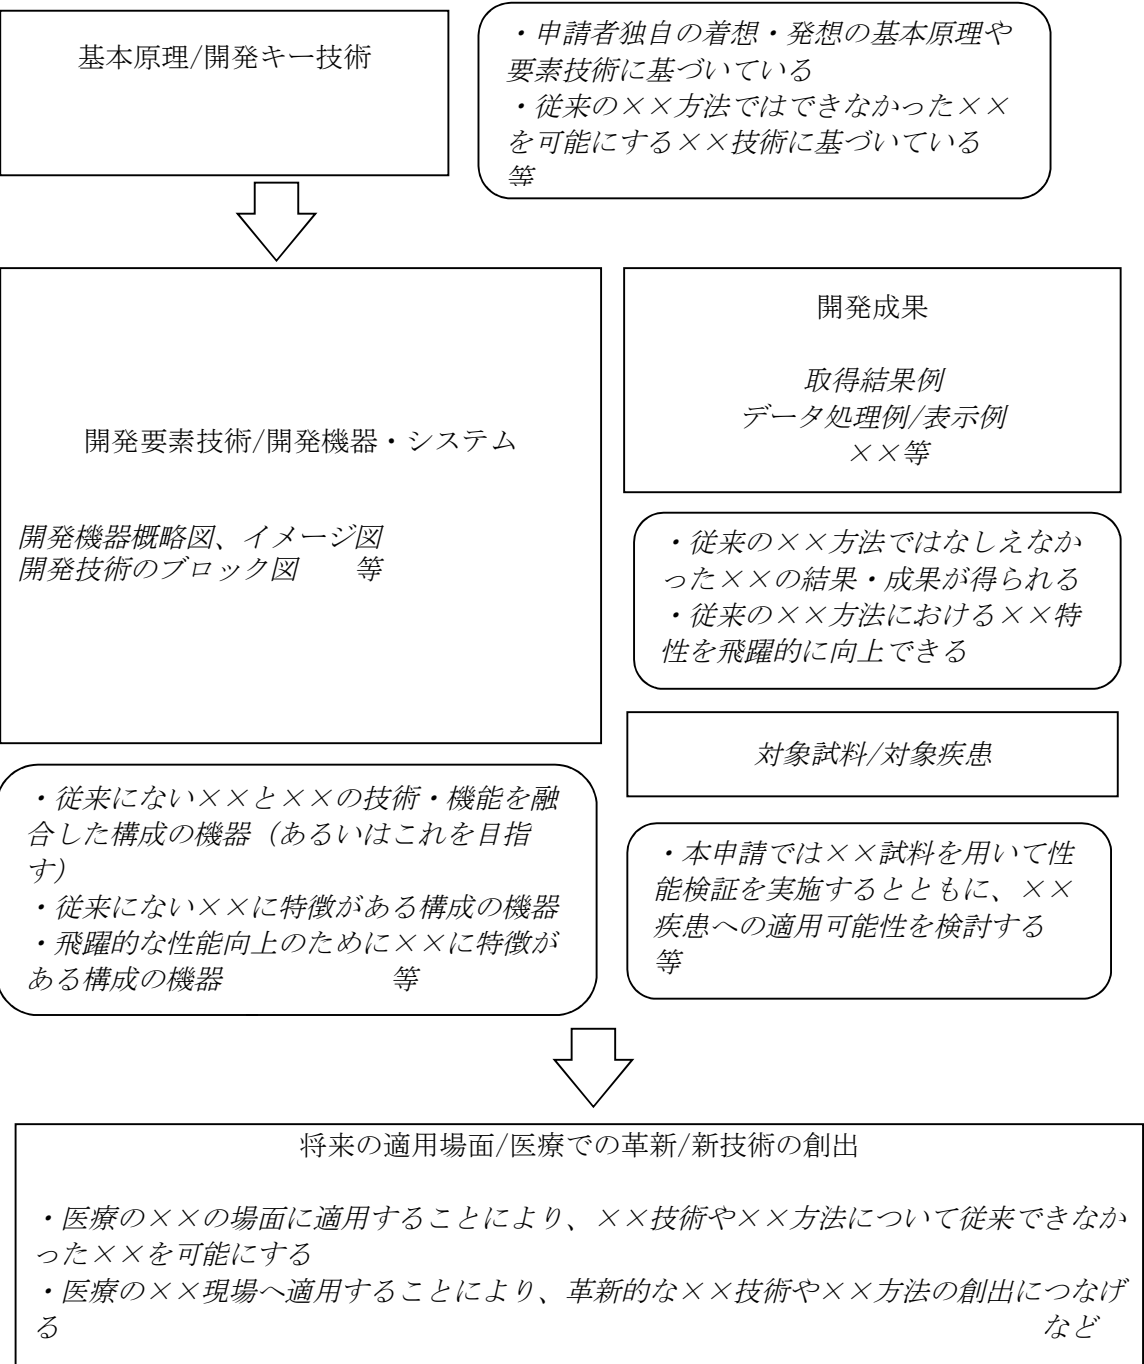 基本原理/開発キー技術
・申請者独自の着想・発想の基本原理や
要素技術に基づいている
・従来の××方法ではできなかった××
を可能にする××技術に基づいている
等
開発要素技術/開発機器・システム
開発機器概略図、イメージ図
開発技術のブロック図　　等
開発成果
取得結果例
データ処理例/表示例
××等
・従来の××方法ではなしえなか
った××の結果・成果が得られる
・従来の××方法における××特
性を飛躍的に向上できる
対象試料/対象疾患
・従来にない××と××の技術・機能を融
合した構成の機器（あるいはこれを目指
す）
・従来にない××に特徴がある構成の機器
・飛躍的な性能向上のために××に特徴が
ある構成の機器　　　　　　等
・本申請では××試料を用いて性
能検証を実施するとともに、××
疾患への適用可能性を検討する
等
将来の適用場面/医療での革新/新技術の創出
・医療の××の場面に適用することにより、××技術や××方法について従来できなか
った××を可能にする
・医療の××現場へ適用することにより、革新的な××技術や××方法の創出につなげ
る　　　　　　など